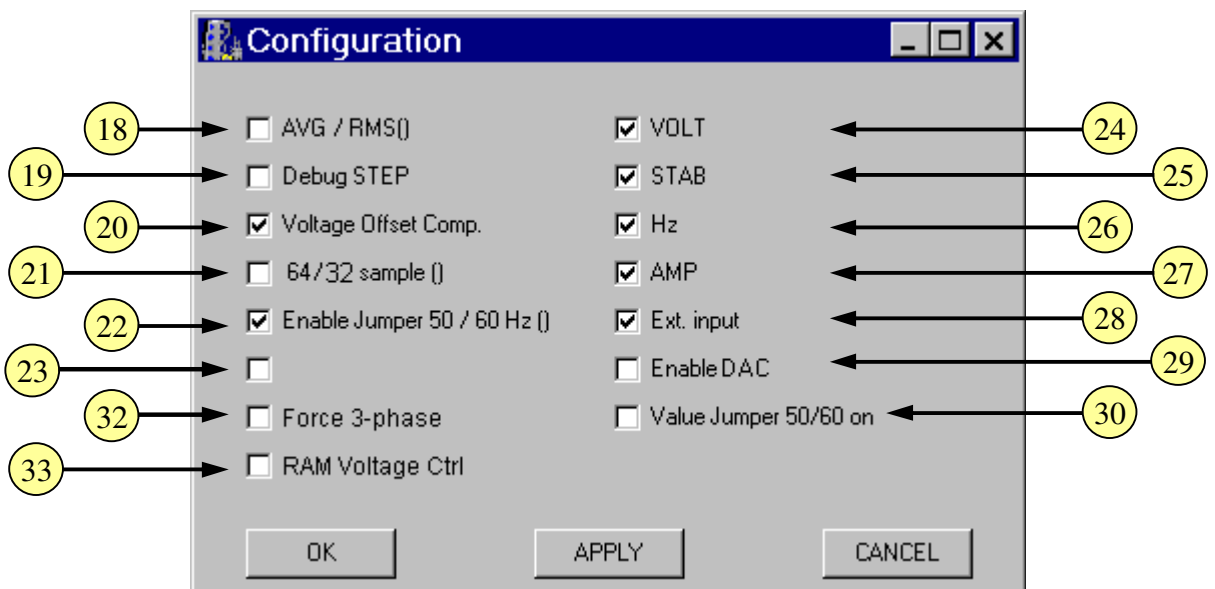 Configuration
18 AVG / RMS() VOLT 24
19 Debug STEP STAB 25
20 Voltage Offset Comp. Hz 26
21 64/32 sample () AMP 27
22 Enable Jumper 50 / 60 Hz () Ext. input 28
23 Enable DAC 29
32 Force 3-phase Value Jumper 50/60 on 30
33 RAM Voltage Ctrl
OK APPLY CANCEL